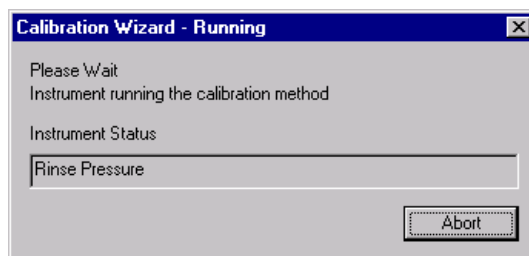 Calibration Wizard - Running
Please Wait
Instrument running the calibration method
Instrument Status
Rinse Pressure
Abort